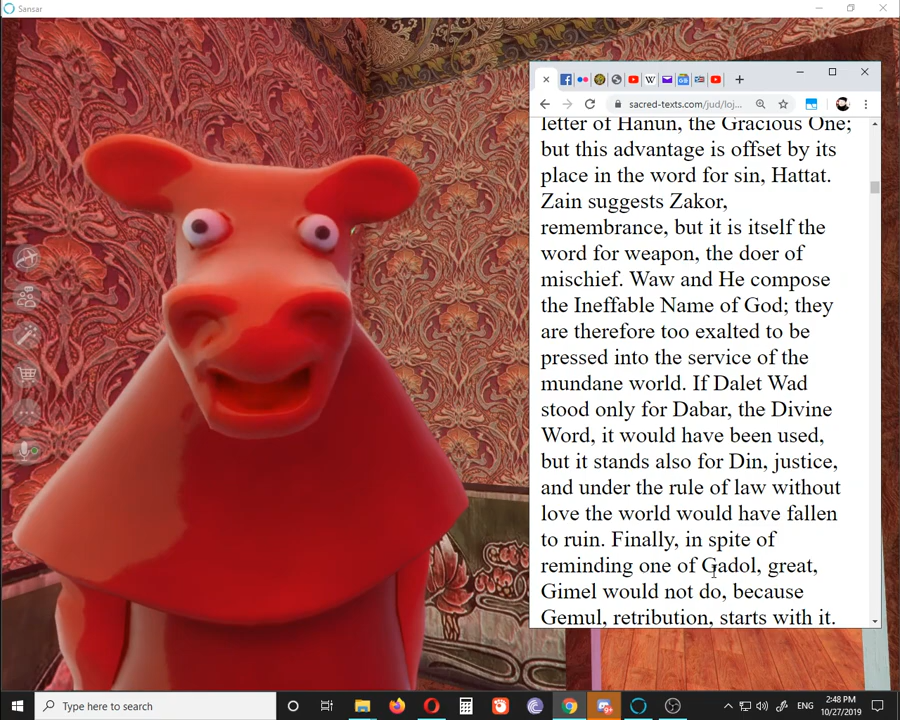 Sansar
sacred-texts.com/jud/loj...
letter of Hanun, the Gracious One;
but this advantage is offset by its
place in the word for sin, Hattat.
Zain suggests Zakor,
remembrance, but it is itself the
word for weapon, the doer of
mischief. Waw and He compose
the Ineffable Name of God; they
are therefore too exalted to be
pressed into the service of the
mundane world. If Dalet Wad
stood only for Dabar, the Divine
Word, it would have been used,
but it stands also for Din, justice,
and under the rule of law without
love the world would have fallen
to ruin. Finally, in spite of
reminding one of Gadol, great,
Gimel would not do, because
Gemul, retribution, starts with it.
Type here to search
ENG
2:48 PM
10/27/2019